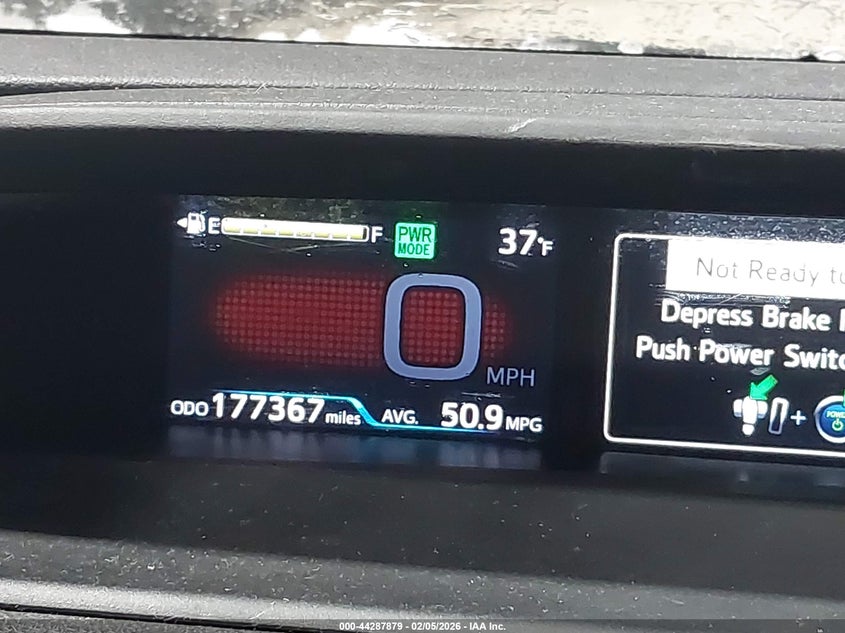 E F PWR MODE 37°F
0 MPH
ODO 177367 miles AVG. 50.9 MPG
Not Ready to
Depress Brake
Push Power Switc
POWER
000-44287879 - 02/05/2026 - IAA Inc.